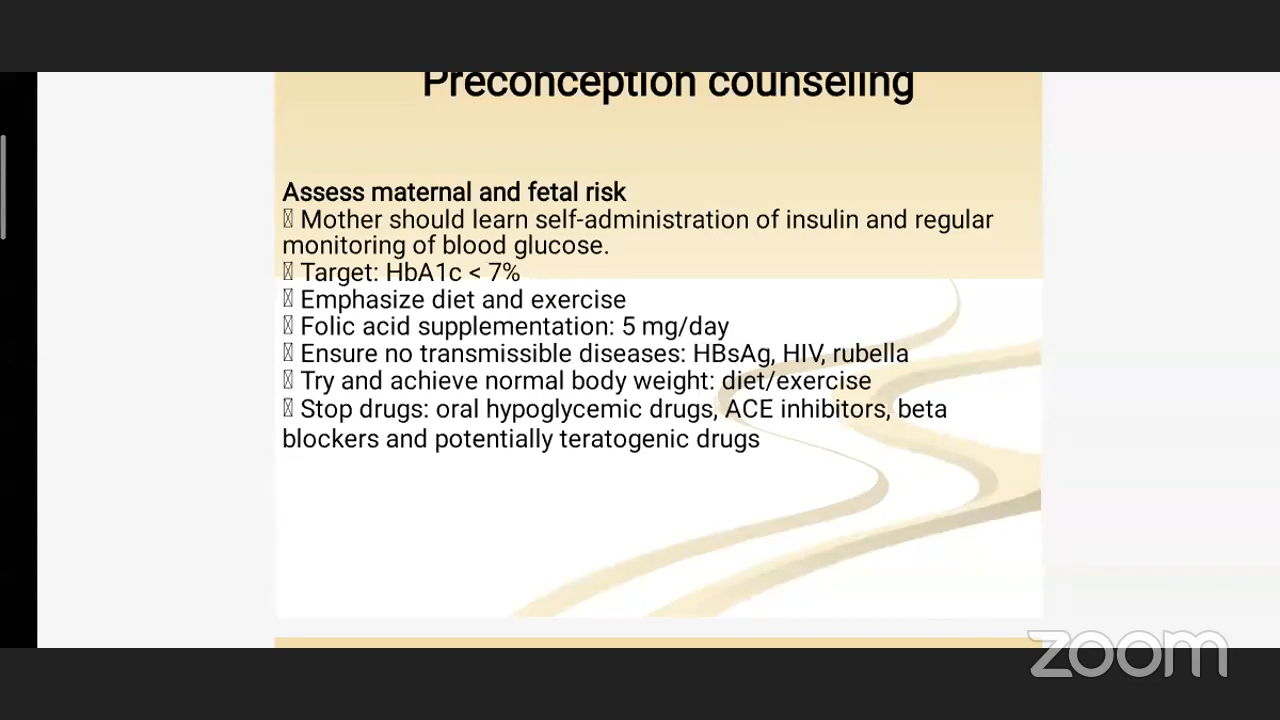 Preconception counseling
Assess maternal and fetal risk
Mother should learn self-administration of insulin and regular
monitoring of blood glucose.
Target: HbA1c < 7%
Emphasize diet and exercise
Folic acid supplementation: 5 mg/day
Ensure no transmissible diseases: HBsAg, HIV, rubella
Try and achieve normal body weight: diet/exercise
Stop drugs: oral hypoglycemic drugs, ACE inhibitors, beta
blockers and potentially teratogenic drugs
zoom